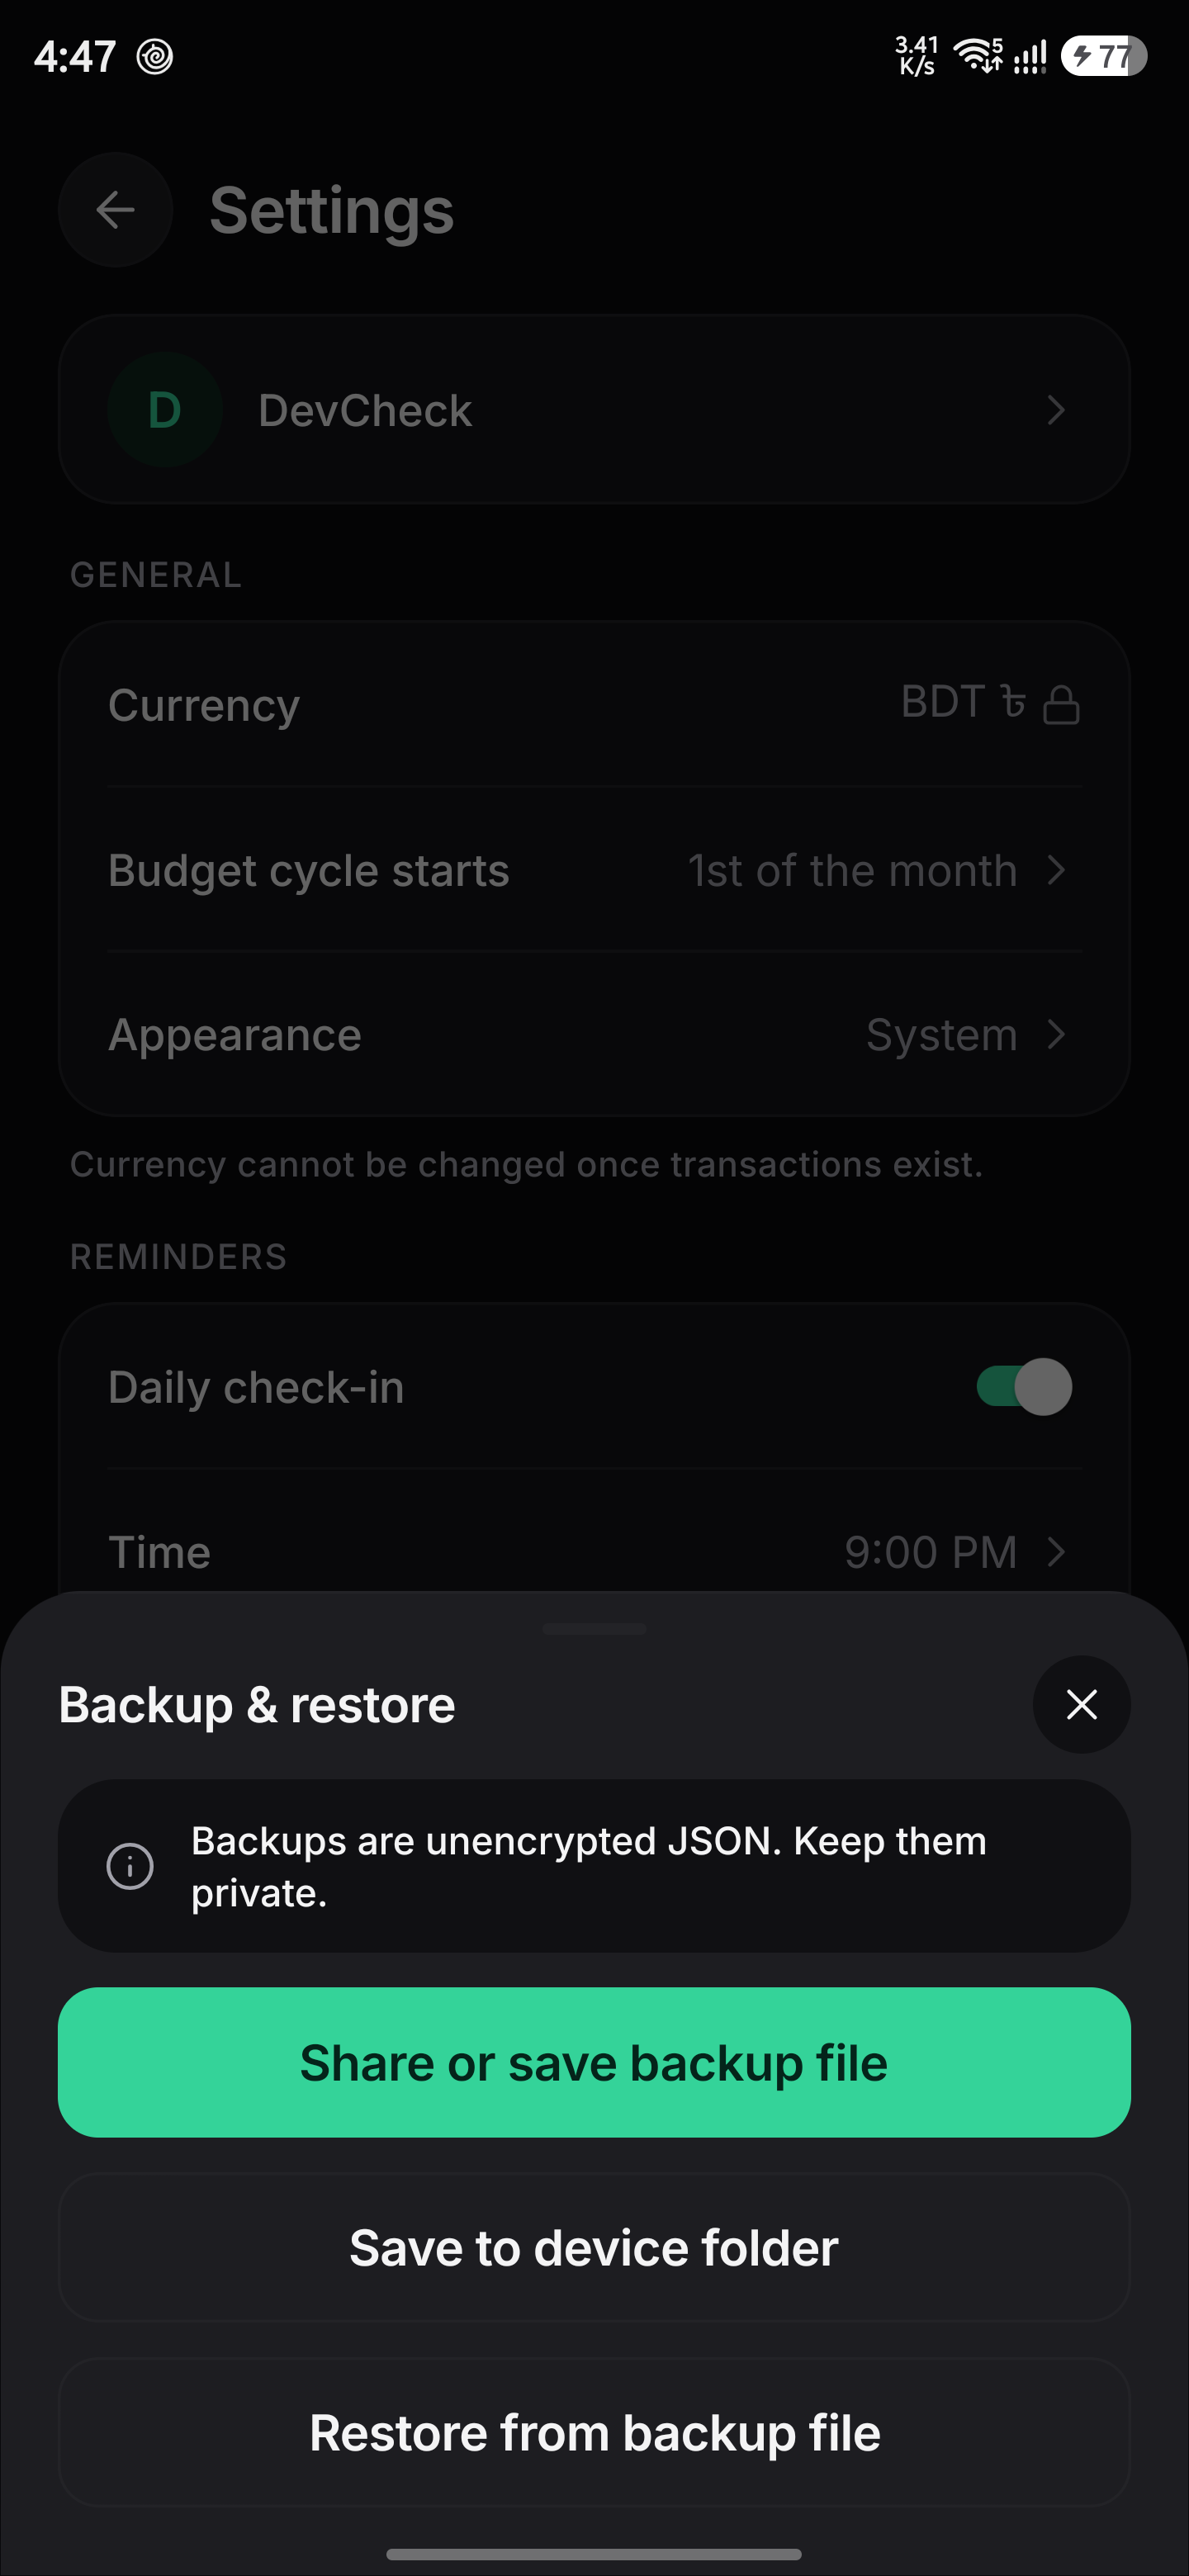 4:47
3.41
K/s
5
77
Settings
D
DevCheck
GENERAL
Currency
BDT ৳
Budget cycle starts
1st of the month
Appearance
System
Currency cannot be changed once transactions exist.
REMINDERS
Daily check-in
Time
9:00 PM
Backup & restore
Backups are unencrypted JSON. Keep them
private.
Share or save backup file
Save to device folder
Restore from backup file